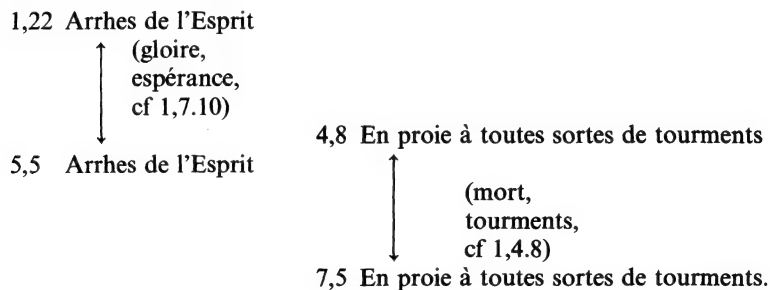 1,22 Arrhes de l'Esprit
(gloire,
espérance,
cf 1,7.10)
5,5 Arrhes de l'Esprit
4,8 En proie à toutes sortes de tourments
(mort,
tourments,
cf 1,4.8)
7,5 En proie à toutes sortes de tourments.